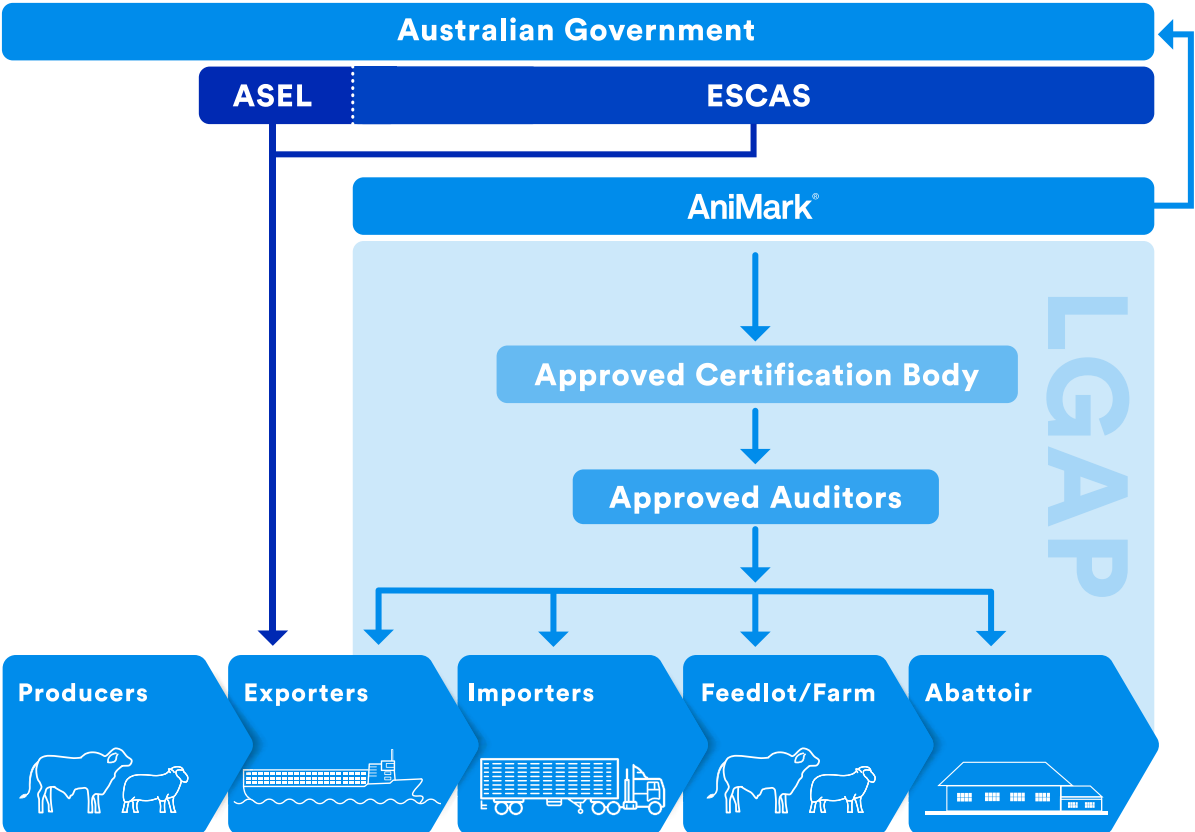 Australian Government
ASEL
ESCAS
AniMark®
LGAP
Approved Certification Body
Approved Auditors
Producers
Exporters
Importers
Feedlot/Farm
Abattoir